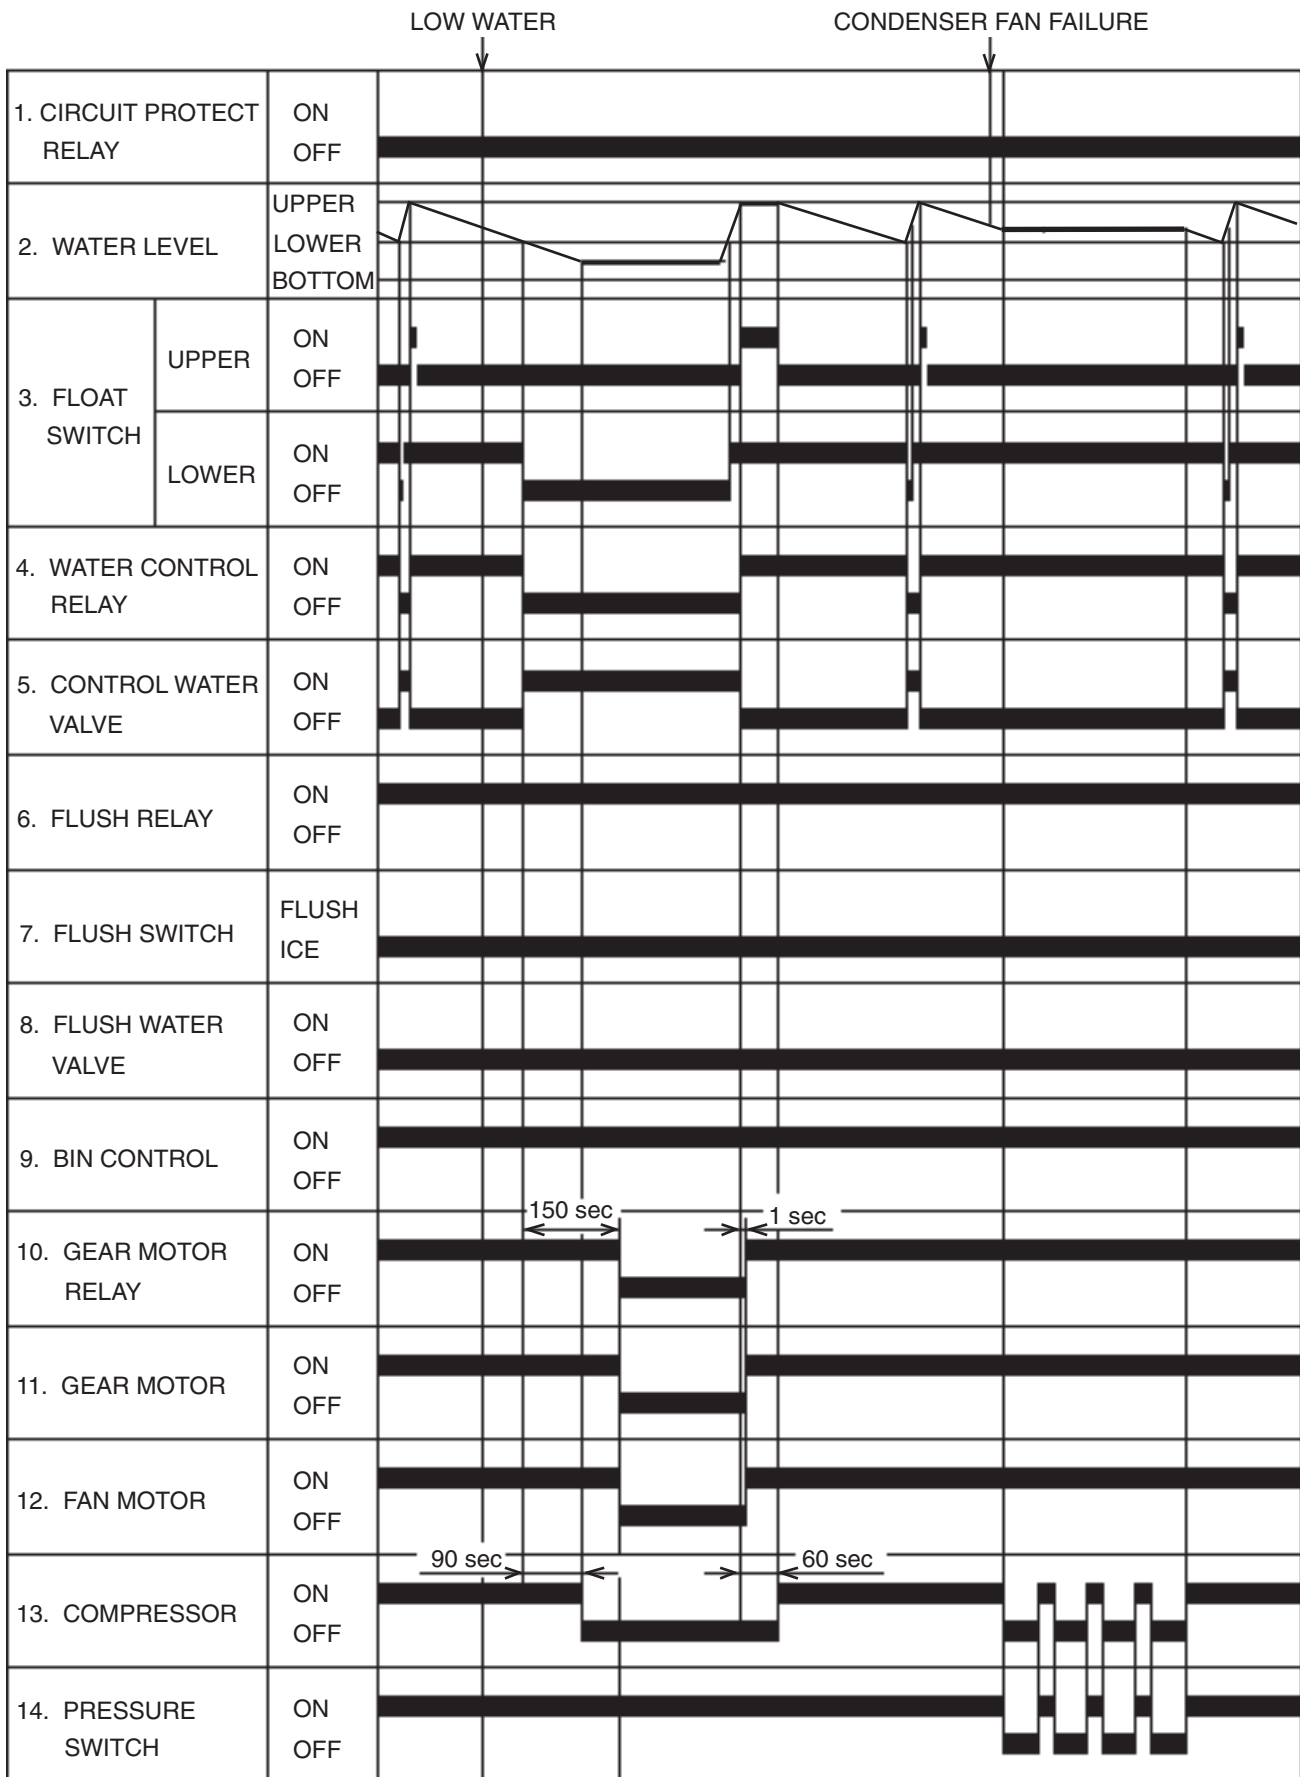 LOW WATER
CONDENSER FAN FAILURE
1. CIRCUIT PROTECT
RELAY
ON
OFF
2. WATER LEVEL
UPPER
LOWER
BOTTOM
3. FLOAT
SWITCH
UPPER
ON
OFF
LOWER
ON
OFF
4. WATER CONTROL
RELAY
ON
OFF
5. CONTROL WATER
VALVE
ON
OFF
6. FLUSH RELAY
ON
OFF
7. FLUSH SWITCH
FLUSH
ICE
8. FLUSH WATER
VALVE
ON
OFF
9. BIN CONTROL
ON
OFF
150 sec
1 sec
10. GEAR MOTOR
RELAY
ON
OFF
11. GEAR MOTOR
ON
OFF
12. FAN MOTOR
ON
OFF
90 sec
60 sec
13. COMPRESSOR
ON
OFF
14. PRESSURE
SWITCH
ON
OFF